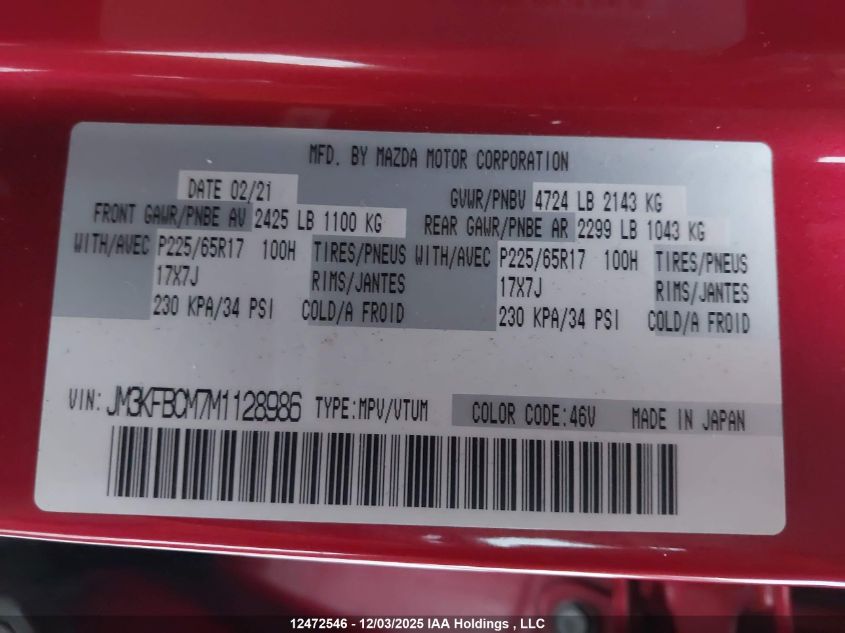 MFD. BY MAZDA MOTOR CORPORATION
DATE 02/21 GVWR/PNBV 4724 LB 2143 KG
FRONT GAWR/PNBE AV 2425 LB 1100 KG REAR GAWR/PNBE AR 2299 LB 1043 KG
WITH/AVEC P225/65R17 100H TIRES/PNEUS WITH/AVEC P225/65R17 100H TIRES/PNEUS
17X7J RIMS/JANTES 17X7J RIMS/JANTES
230 KPA/34 PSI COLD/A FROID 230 KPA/34 PSI COLD/A FROID
VIN: JM3KFBCM7M1128986 TYPE:MPV/VTUM COLOR CODE:46V MADE IN JAPAN
12472546 - 12/03/2025 IAA Holdings , LLC